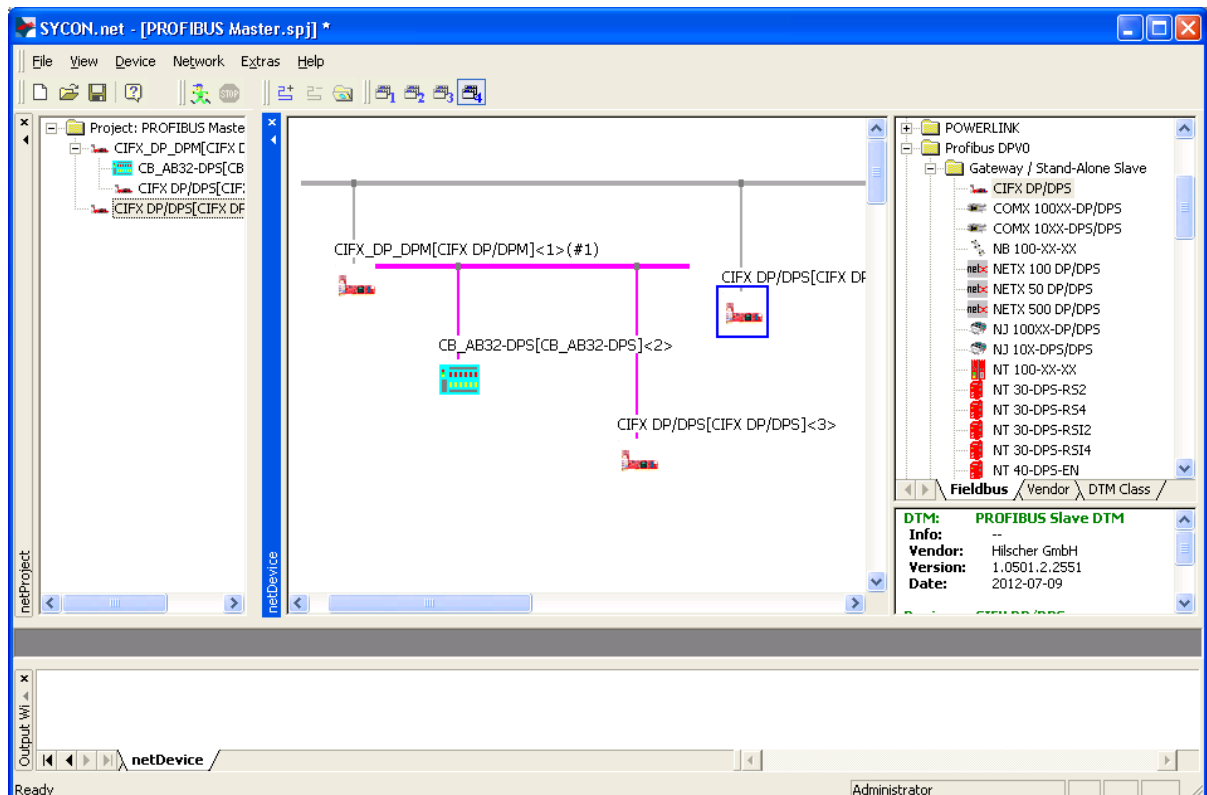 SYCON.net - [PROFIBUS Master.spj] *
File View Device Network Extras Help
Project: PROFIBUS Maste
CIFX_DP_DPM[CIFX D
CB_AB32-DPS[CB
CIFX DP/DPS[CIF
CIFX DP/DPS[CIFX DF
netProject
netDevice
CIFX_DP_DPM[CIFX DP/DPM]<1>(#1)
CIFX DP/DPS[CIFX DF
CB_AB32-DPS[CB_AB32-DPS]<2>
CIFX DP/DPS[CIFX DP/DPS]<3>
POWERLINK
Profibus DPV0
Gateway / Stand-Alone Slave
CIFX DP/DPS
COMX 100XX-DP/DPS
COMX 10XX-DPS/DPS
NB 100-XX-XX
NETX 100 DP/DPS
NETX 50 DP/DPS
NETX 500 DP/DPS
NJ 100XX-DP/DPS
NJ 10X-DPS/DPS
NT 100-XX-XX
NT 30-DPS-RS2
NT 30-DPS-RS4
NT 30-DPS-RSI2
NT 30-DPS-RSI4
NT 40-DPS-EN
Fieldbus Vendor DTM Class
DTM: PROFIBUS Slave DTM
Info: --
Vendor: Hilscher GmbH
Version: 1.0501.2.2551
Date: 2012-07-09
Output Wi
netDevice
Ready
Administrator